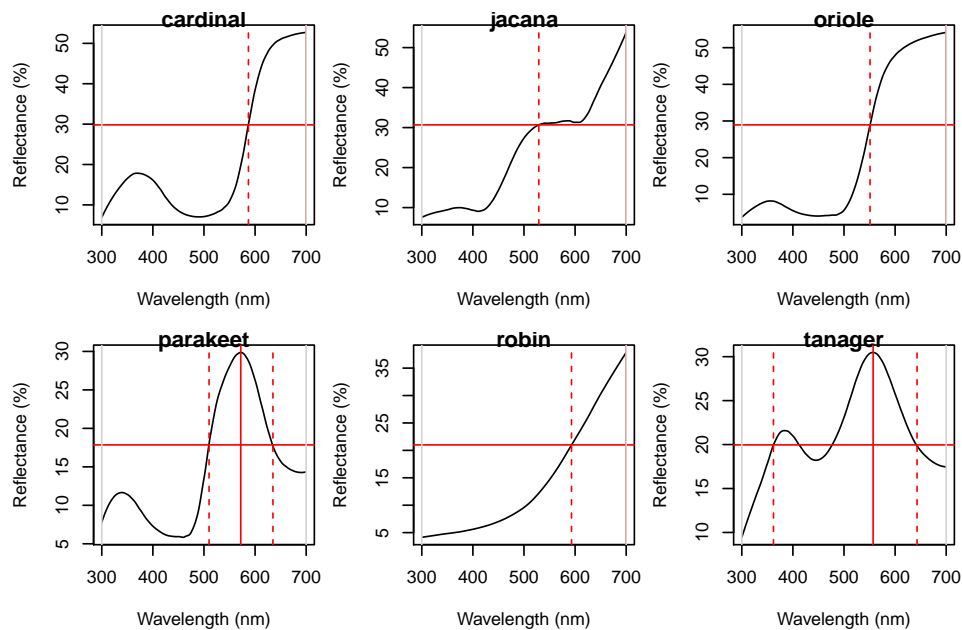 cardinal
Reflectance (%)
10 20 30 40 50
300 400 500 600 700
Wavelength (nm)
jacana
Reflectance (%)
10 20 30 40 50
300 400 500 600 700
Wavelength (nm)
oriole
Reflectance (%)
10 20 30 40 50
300 400 500 600 700
Wavelength (nm)
parakeet
Reflectance (%)
5 10 15 20 25 30
300 400 500 600 700
Wavelength (nm)
robin
Reflectance (%)
5 15 25 35
300 400 500 600 700
Wavelength (nm)
tanager
Reflectance (%)
10 15 20 25 30
300 400 500 600 700
Wavelength (nm)